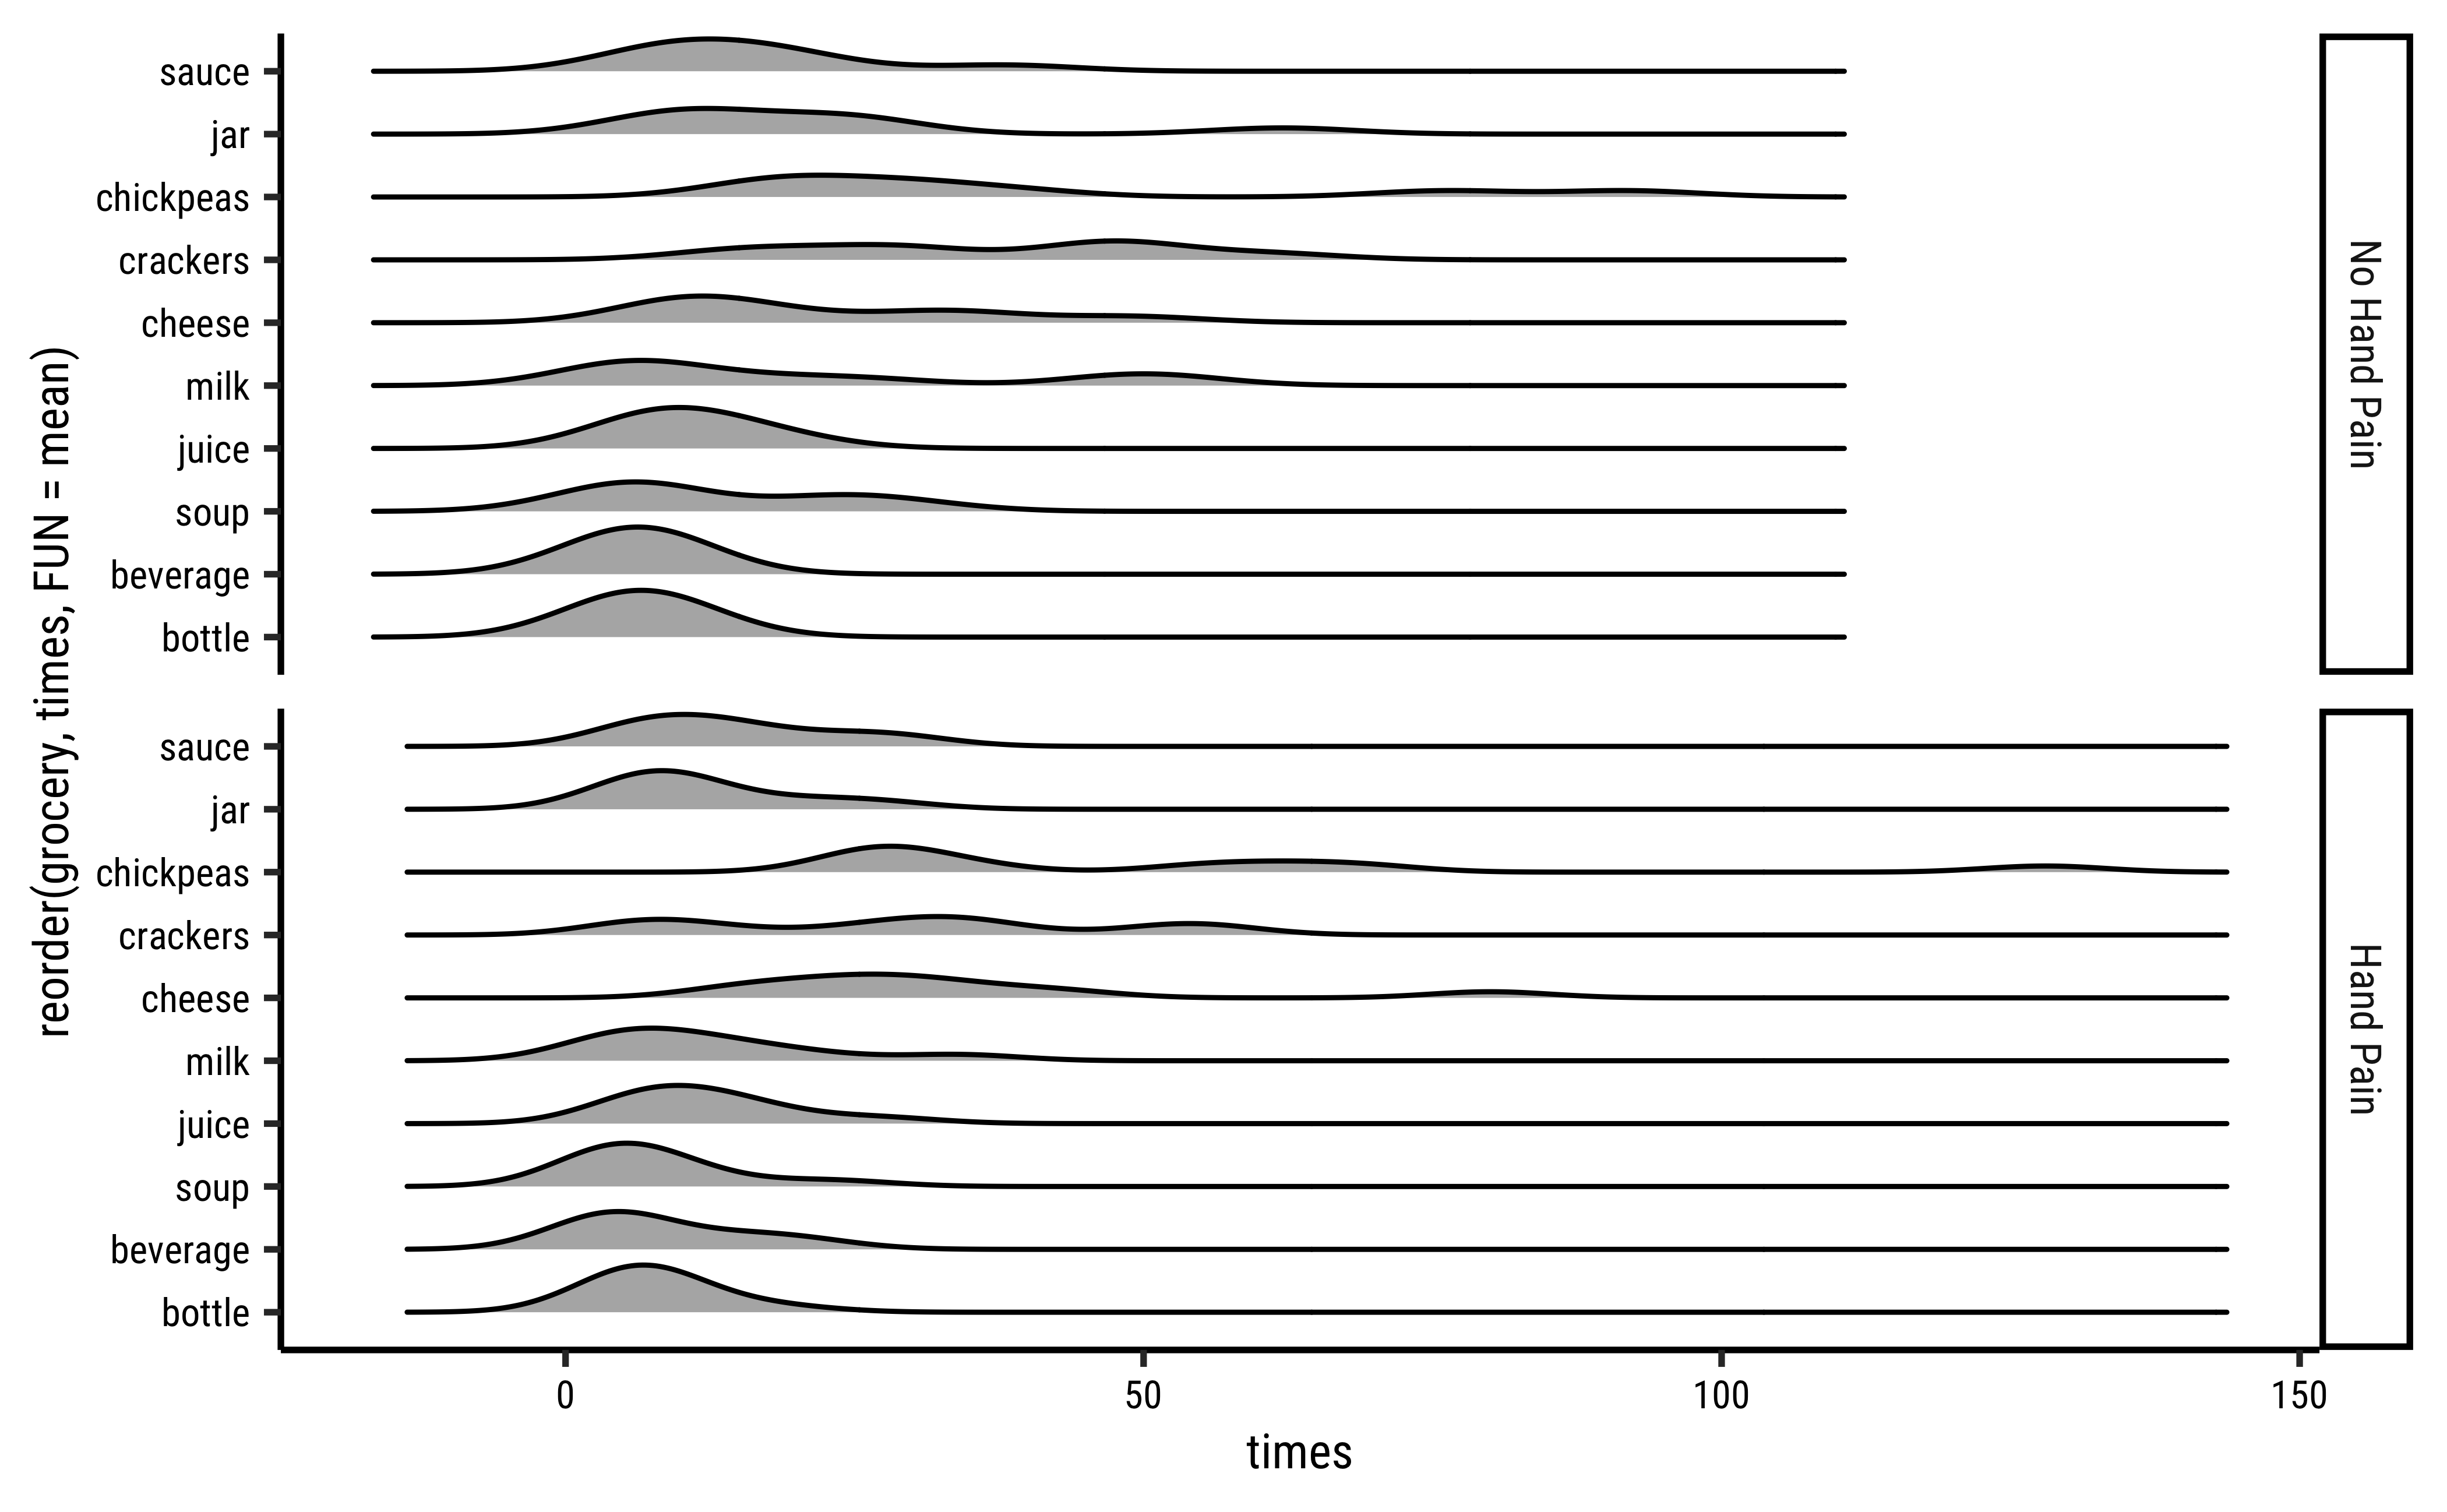 reorder(grocery, times, FUN = mean)
sauce
jar
chickpeas
crackers
cheese
milk
juice
soup
beverage
bottle
No Hand Pain
sauce
jar
chickpeas
crackers
cheese
milk
juice
soup
beverage
bottle
Hand Pain
0 50 100 150
times